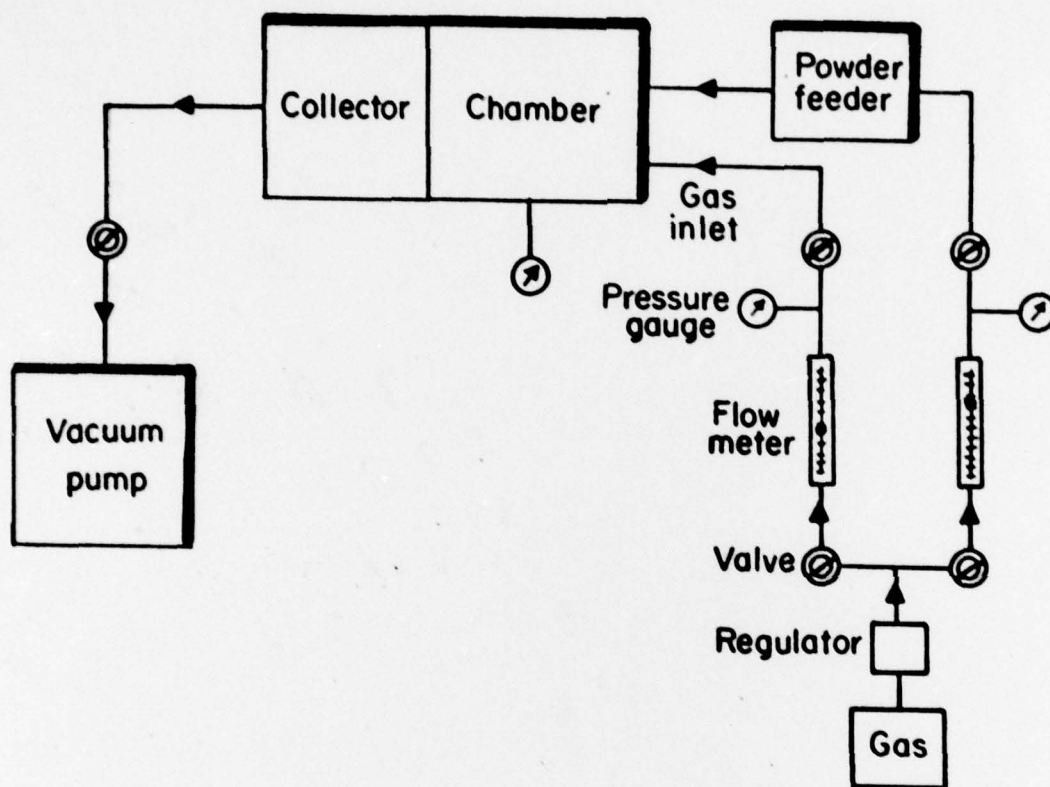 Collector
Chamber
Powder
feeder
Gas
inlet
Pressure
gauge
Flow
meter
Vacuum
pump
Valve
Regulator
Gas